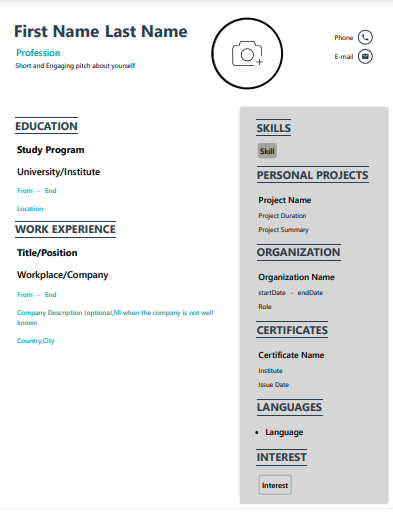 First Name Last Name
Profession
Short and Engaging pitch about yourself
Phone
E-mail
EDUCATION
Study Program
University/Institute
From - End
Location
WORK EXPERIENCE
Title/Position
Workplace/Company
From - End
Company Description (optional,fill when the company is not well
known
Country,City
SKILLS
Skill
PERSONAL PROJECTS
Project Name
Project Duration
Project Summary
ORGANIZATION
Organization Name
startDate - endDate
Role
CERTIFICATES
Certificate Name
Institute
Issue Date
LANGUAGES
• Language
INTEREST
Interest